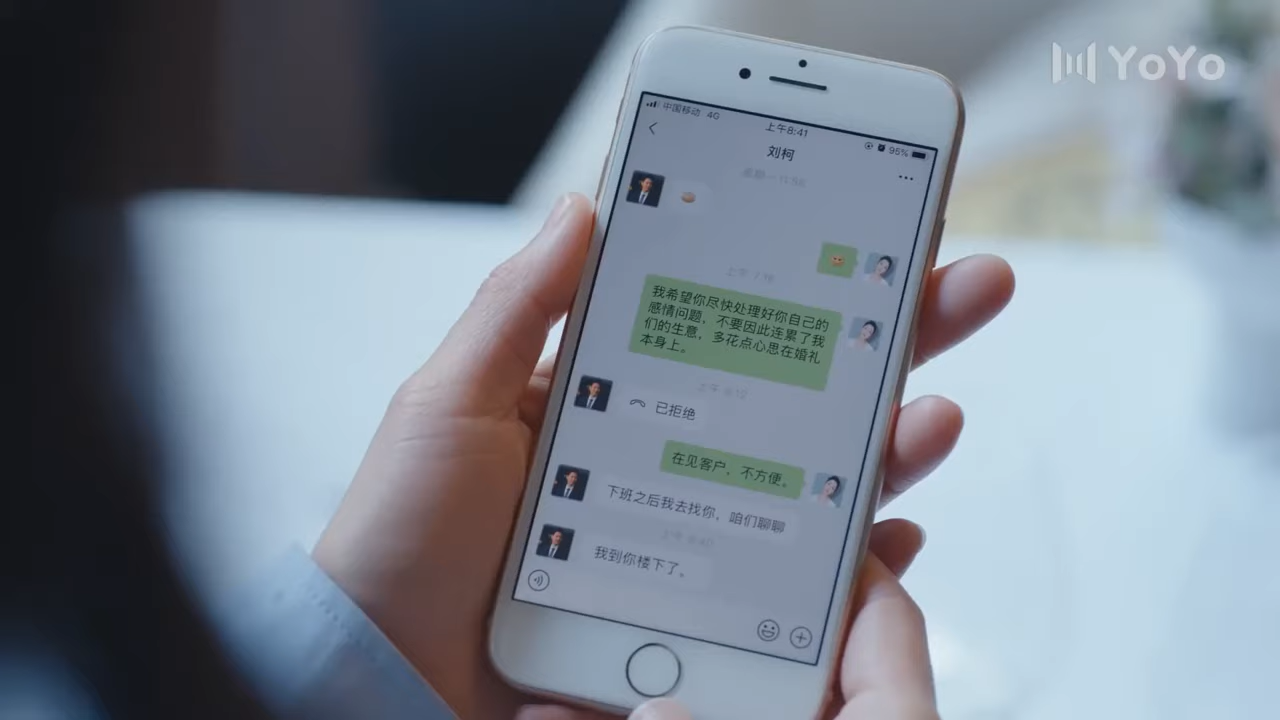 YoYo
中国移动 4G
上午8:41
95%
刘柯
我希望你尽快处理好你自己的
感情问题，不要因此连累了我
们的生意，多花点心思在婚礼
本身上。
已拒绝
在见客户，不方便。
下班之后我去找你，咱们聊聊
我到你楼下了。